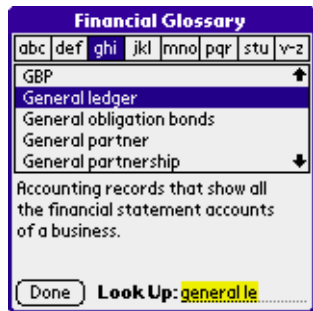 Financial Glossary
abc def ghi jkl mno pqr stu v-z
GBP
General ledger
General obligation bonds
General partner
General partnership
Accounting records that show all
the financial statement accounts
of a business.
Done Look Up: general le